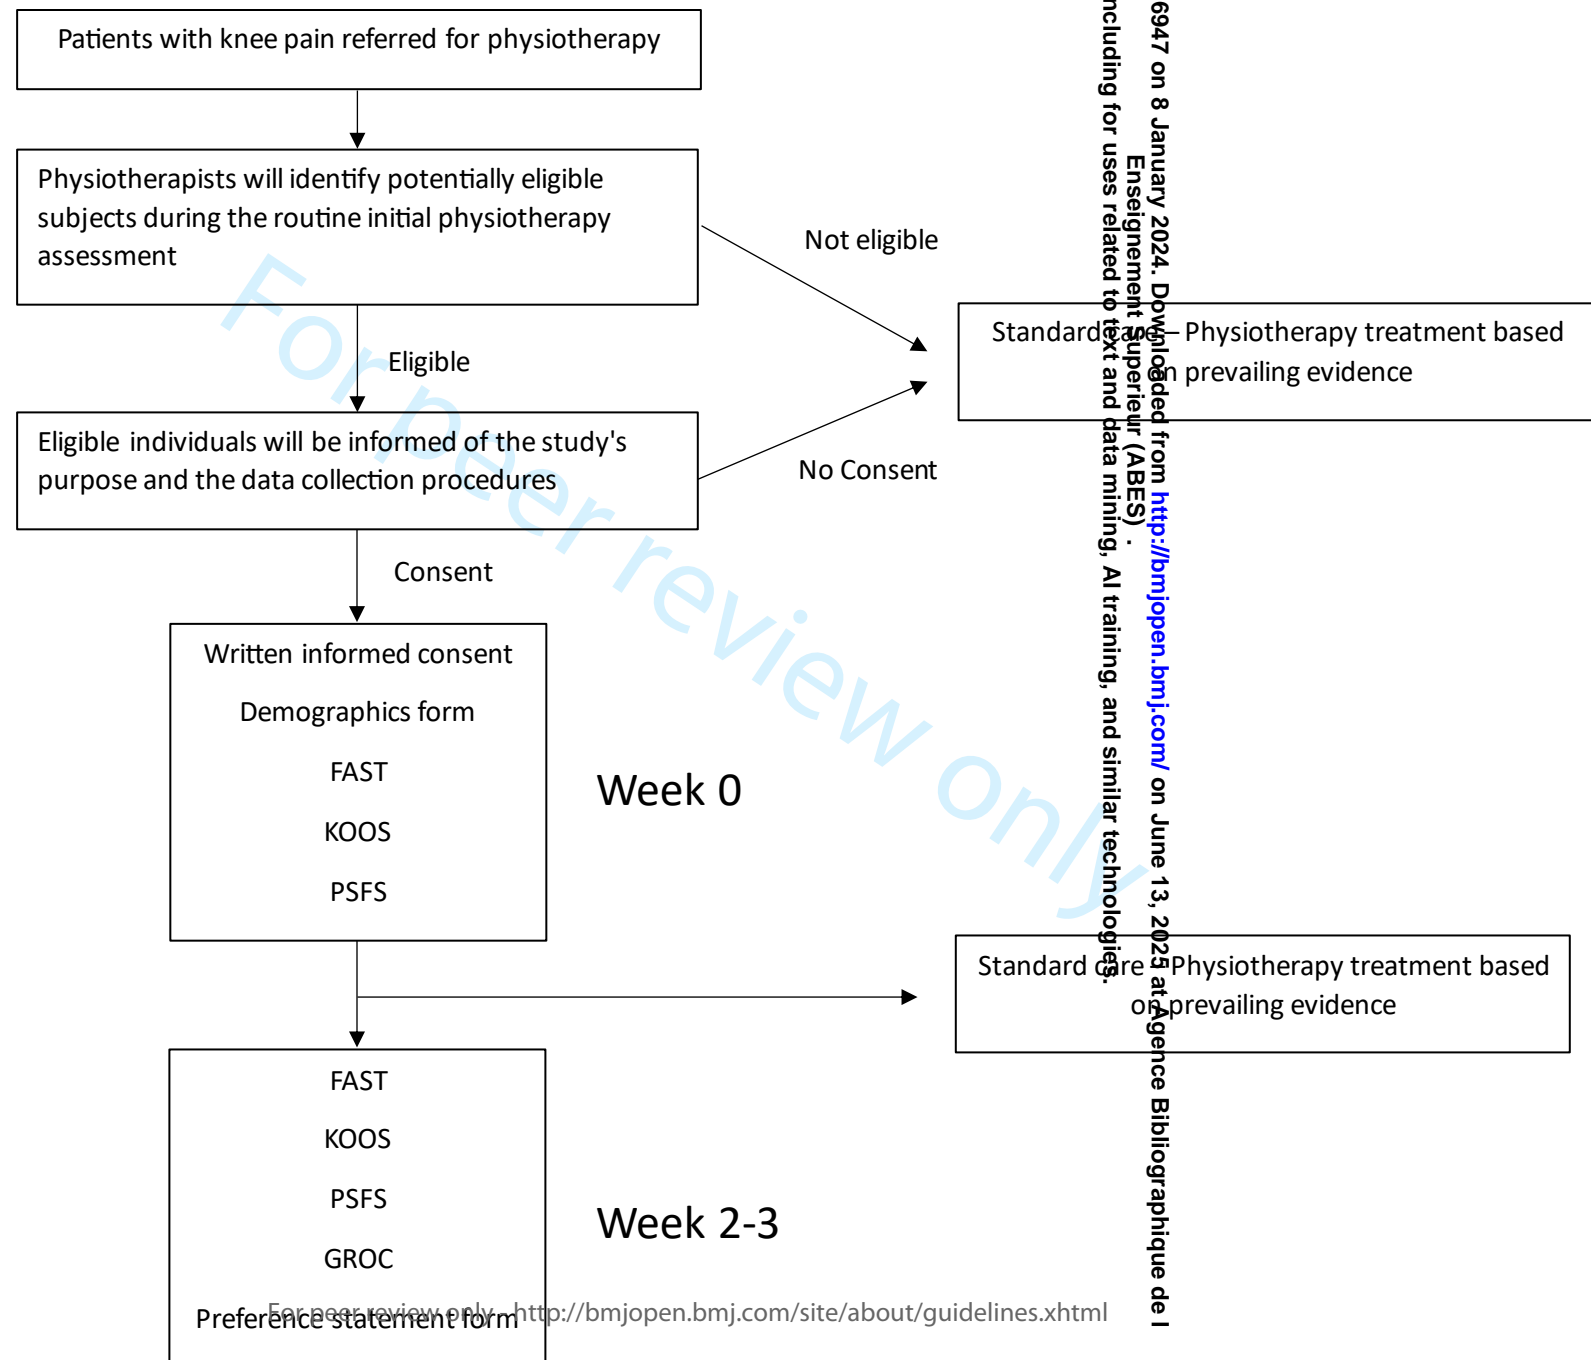 Patients with knee pain referred for physiotherapy
Physiotherapists will identify potentially eligible
subjects during the routine initial physiotherapy
assessment
Not eligible
Standard care – Physiotherapy treatment based
on prevailing evidence
Eligible
Eligible individuals will be informed of the study's
purpose and the data collection procedures
No Consent
Consent
Written informed consent
Demographics form
FAST
KOOS
PSFS
Week 0
Standard care – Physiotherapy treatment based
on prevailing evidence
FAST
KOOS
PSFS
GROC
Preference statement form
Week 2-3
For peer review only
For peer review only - http://bmjopen.bmj.com/site/about/guidelines.xhtml
6947 on 8 January 2024. Downloaded from http://bmjopen.bmj.com/ on June 13, 2025 at Agence Bibliographique de l
Enseignement Superieur (ABES) .
ncluding for uses related to text and data mining, AI training, and similar technologies.